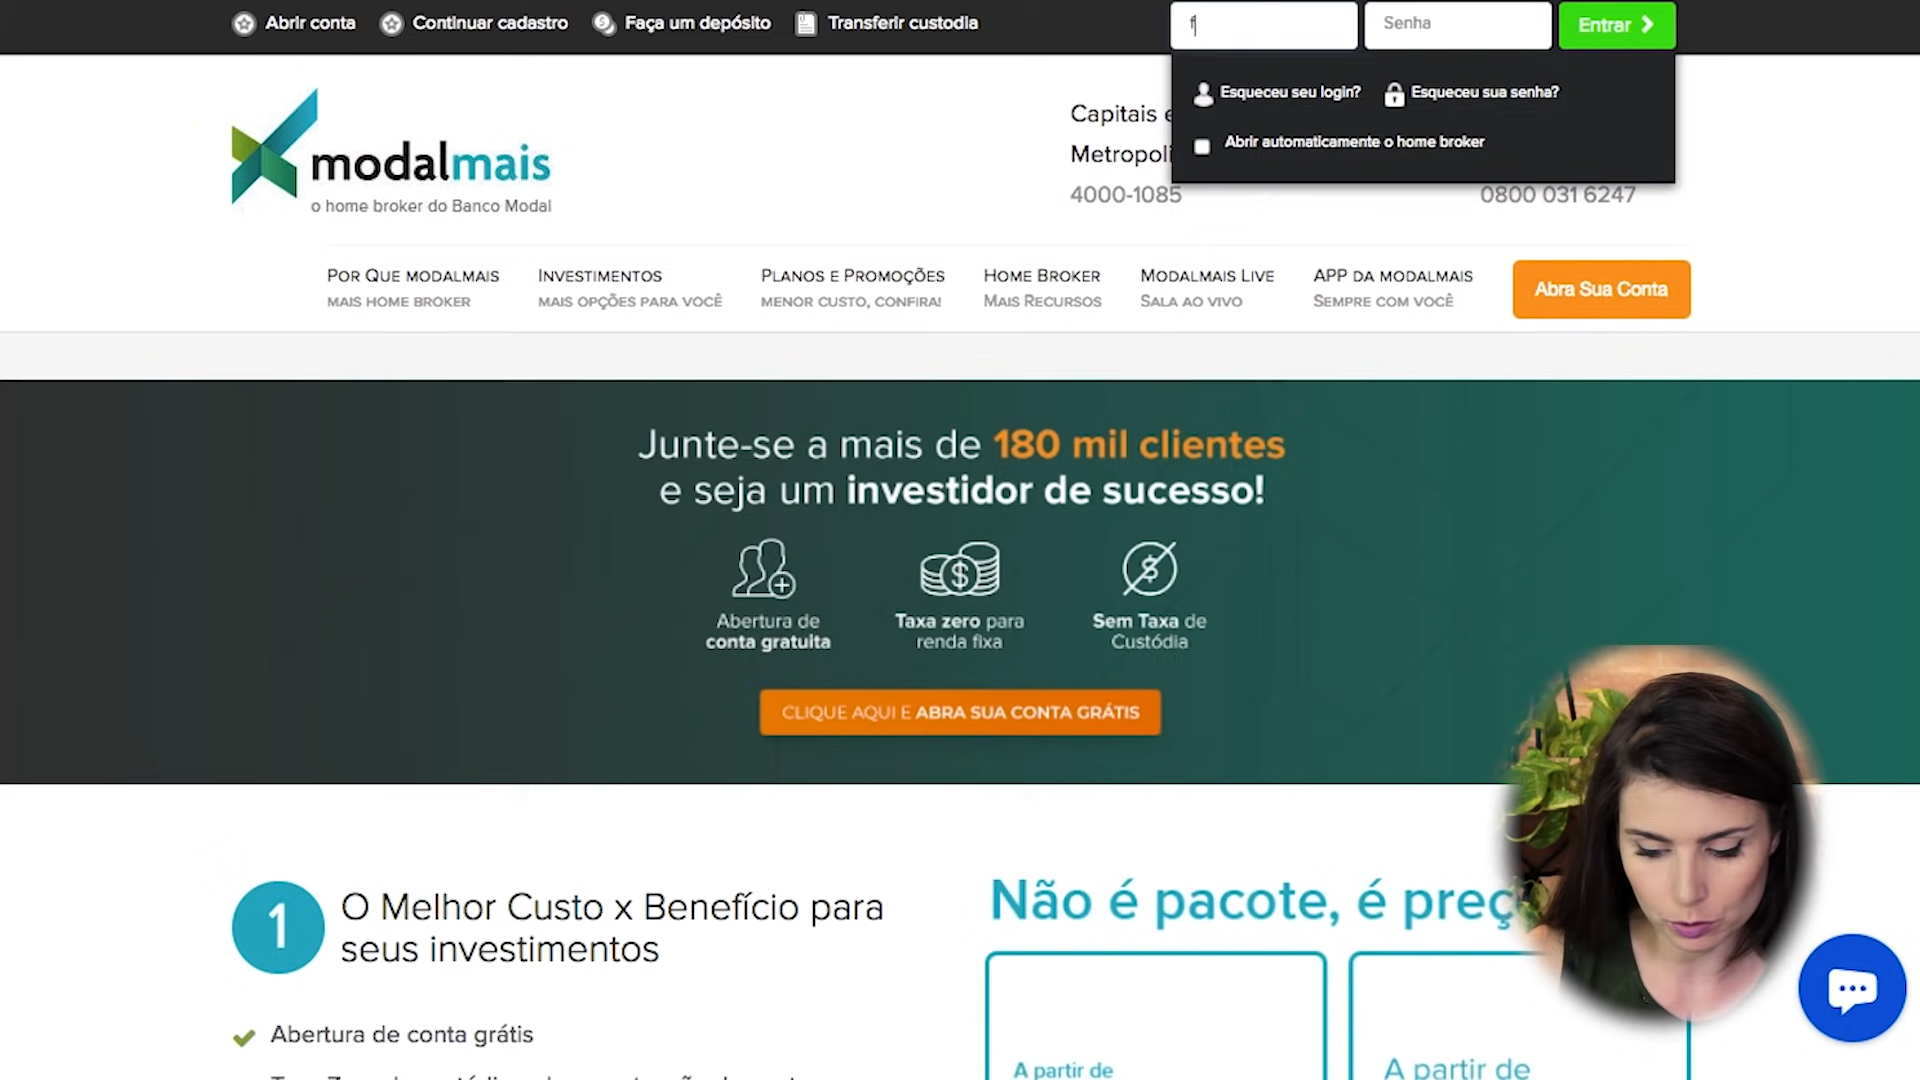 Abrir conta
Continuar cadastro
Faça um depósito
Transferir custodia
f
Senha
Entrar
Esqueceu seu login?
Esqueceu sua senha?
Abrir automaticamente o home broker
Capitais e
Metropoli
4000-1085
0800 031 6247
modalmais
o home broker do Banco Modal
POR QUE MODALMAIS
MAIS HOME BROKER
INVESTIMENTOS
MAIS OPÇÕES PARA VOCÊ
PLANOS E PROMOÇÕES
MENOR CUSTO, CONFIRA!
HOME BROKER
MAIS RECURSOS
MODALMAIS LIVE
SALA AO VIVO
APP DA MODALMAIS
SEMPRE COM VOCÊ
Abra Sua Conta
Junte-se a mais de 180 mil clientes
e seja um investidor de sucesso!
Abertura de
conta gratuita
Taxa zero para
renda fixa
Sem Taxa de
Custódia
CLIQUE AQUI E ABRA SUA CONTA GRÁTIS
1
O Melhor Custo x Benefício para
seus investimentos
Abertura de conta grátis
Não é pacote, é preç
A partir de
A partir de